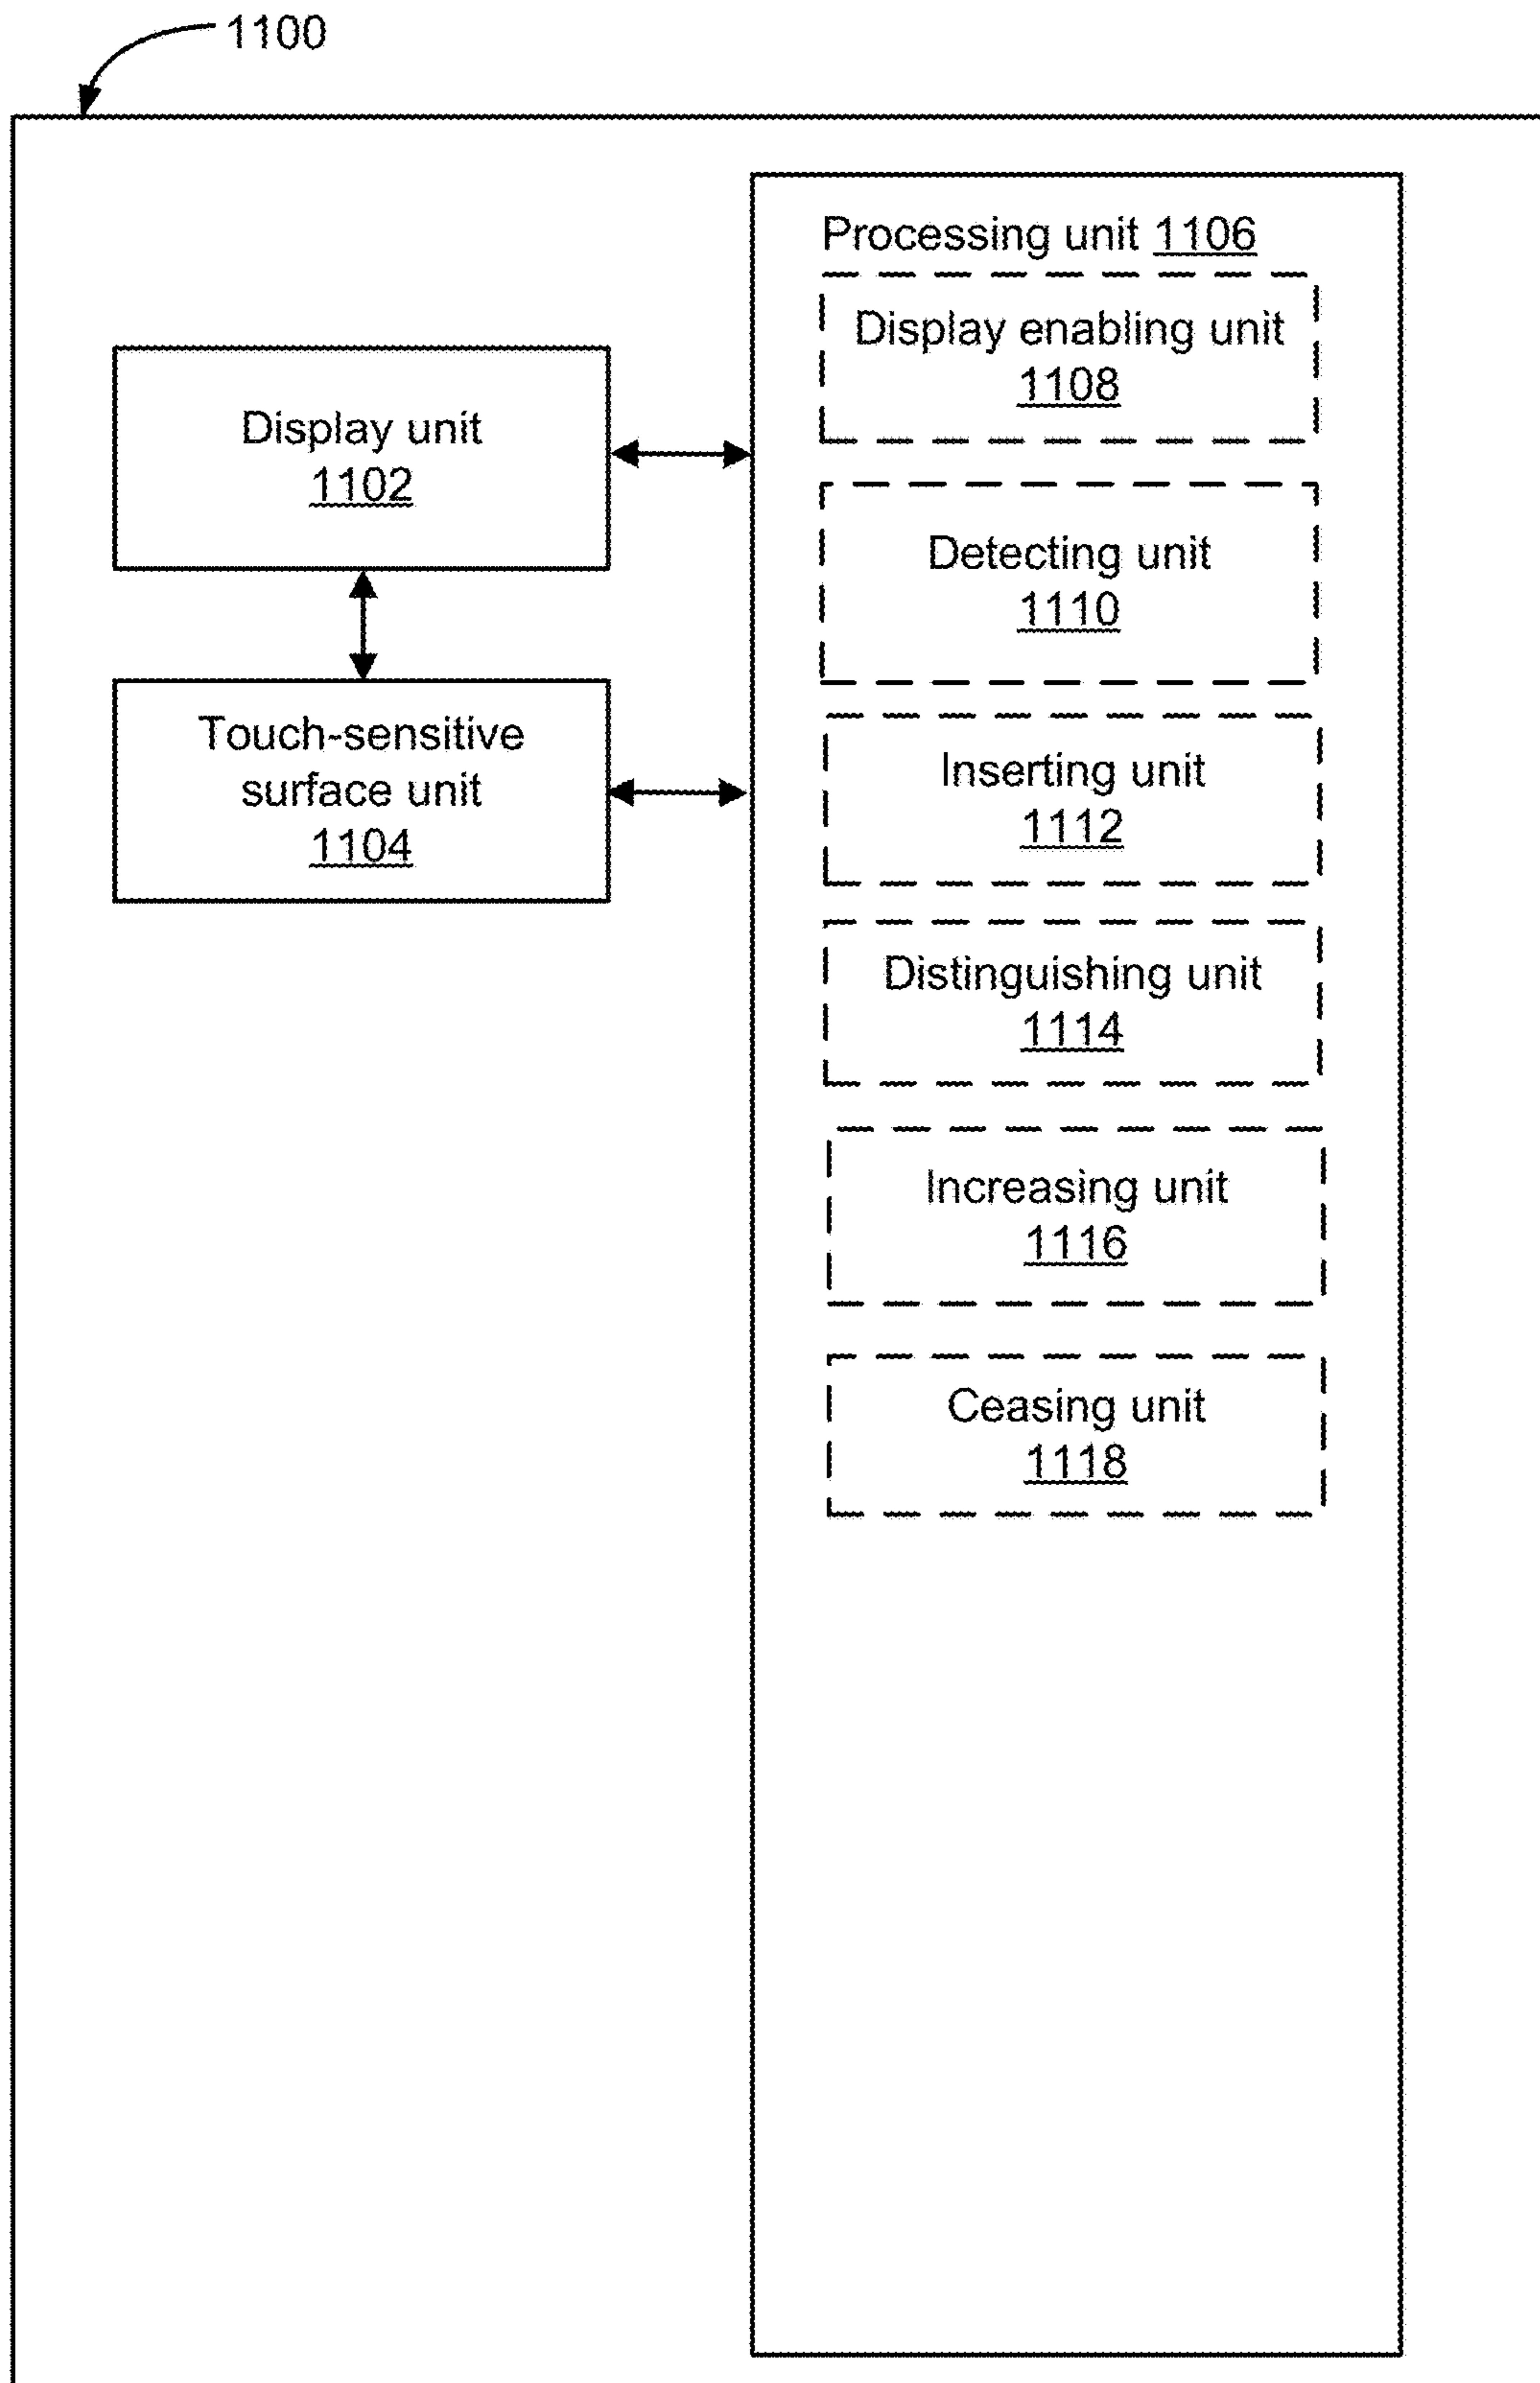 1100
Processing unit 1106
Display enabling unit
1108
Display unit
1102
Detecting unit
1110
Touch-sensitive
surface unit
1104
Inserting unit
1112
Distinguishing unit
1114
Increasing unit
1116
Ceasing unit
1118